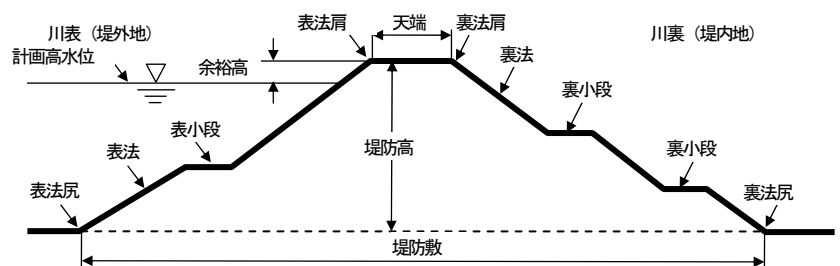 川表（堤外地）
計画高水位
余裕高
表法肩
天端
裏法肩
川裏（堤内地）
裏法
裏小段
表小段
表法
堤防高
裏小段
表法尻
裏法尻
堤防敷